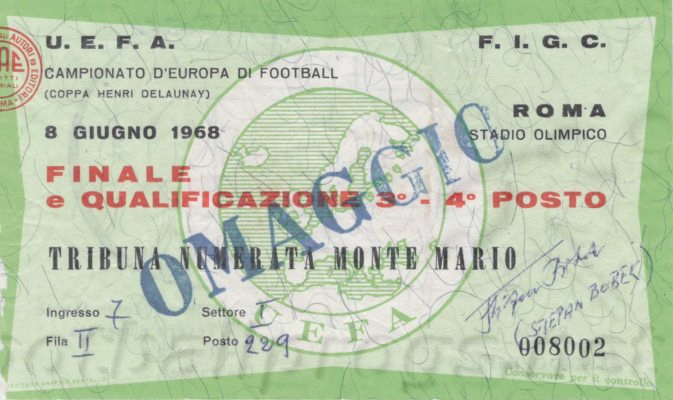 U. E. F. A. F. I. G. C.
CAMPIONATO D'EUROPA DI FOOTBALL
(COPPA HENRI DELAUNAY)
8 GIUGNO 1968
ROMA
STADIO OLIMPICO
FINALE
e QUALIFICAZIONE 3° - 4° POSTO
OMAGGIO
TRIBUNA NUMERATA MONTE MARIO
Ingresso 7 Settore I
Fila II Posto 229
(STEPAN BOBEK)
008002
UEFA
Conservare per il controllo